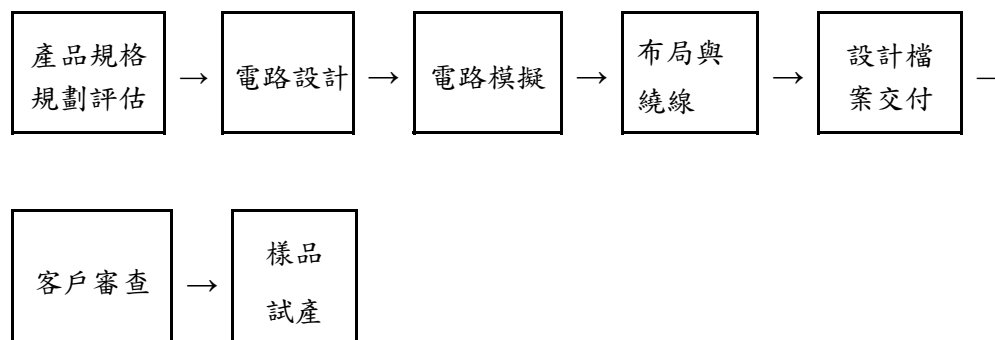 產品規格
規劃評估
→
電路設計
→
電路模擬
→
布局與
繞線
→
設計檔
案交付
客戶審查
→
樣品
試產